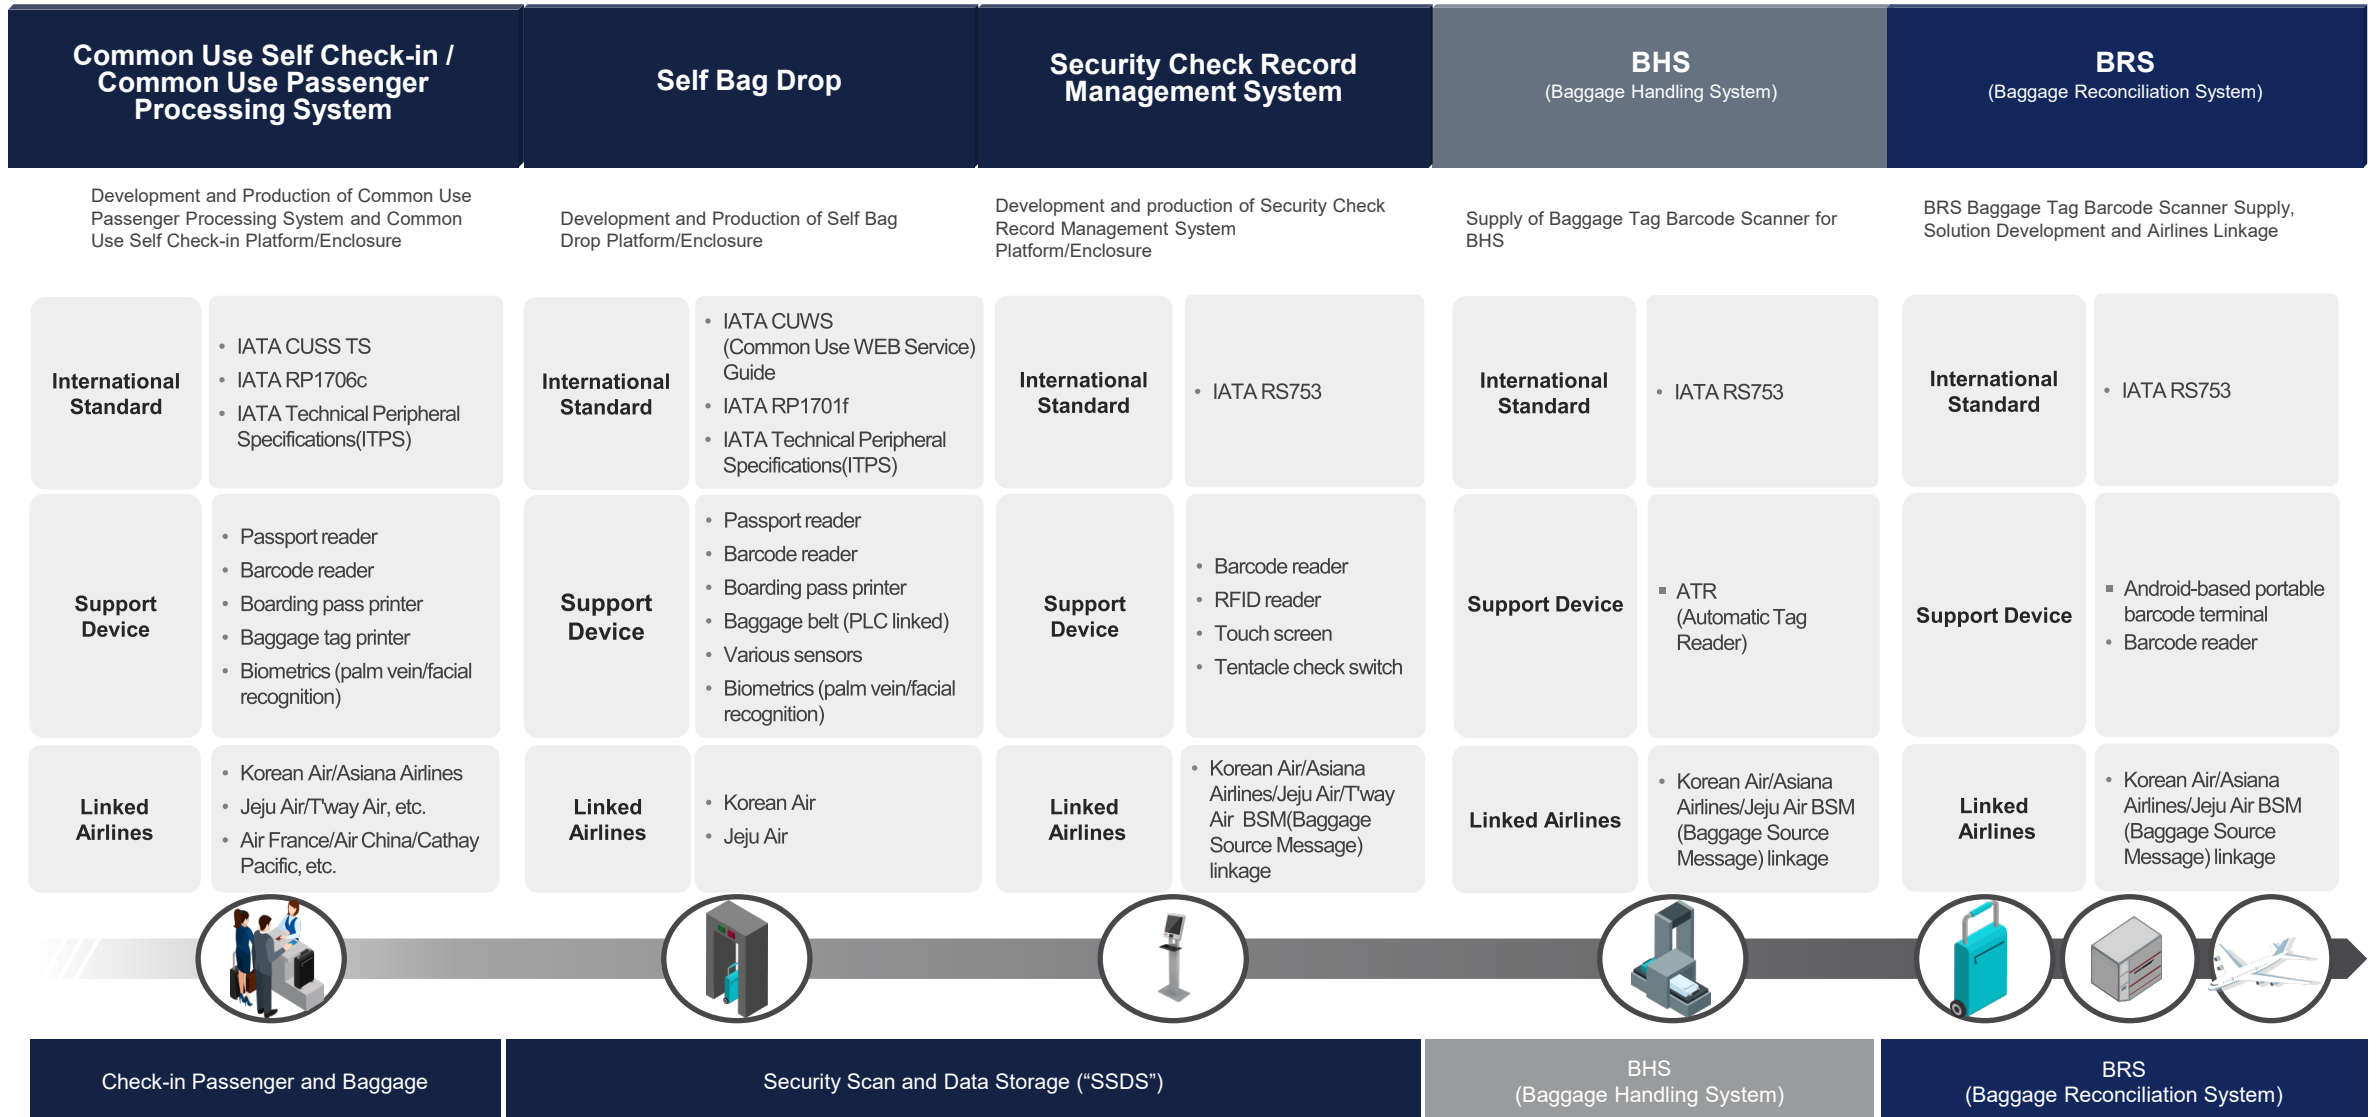 Common Use Self Check-in /
Common Use Passenger
Processing System
Self Bag Drop
Security Check Record
Management System
BHS
(Baggage Handling System)
BRS
(Baggage Reconciliation System)
Development and Production of Common Use
Passenger Processing System and Common
Use Self Check-in Platform/Enclosure
Development and Production of Self Bag
Drop Platform/Enclosure
Development and production of Security Check
Record Management System
Platform/Enclosure
Supply of Baggage Tag Barcode Scanner for
BHS
BRS Baggage Tag Barcode Scanner Supply,
Solution Development and Airlines Linkage
International
Standard
• IATA CUSS TS
• IATA RP1706c
• IATA Technical Peripheral
Specifications(ITPS)
International
Standard
• IATA CUWS
(Common Use WEB Service)
Guide
• IATA RP1701f
• IATA Technical Peripheral
Specifications(ITPS)
International
Standard
• IATA RS753
International
Standard
• IATA RS753
International
Standard
• IATA RS753
Support
Device
• Passport reader
• Barcode reader
• Boarding pass printer
• Baggage tag printer
• Biometrics (palm vein/facial
recognition)
Support
Device
• Passport reader
• Barcode reader
• Boarding pass printer
• Baggage belt (PLC linked)
• Various sensors
• Biometrics (palm vein/facial
recognition)
Support
Device
• Barcode reader
• RFID reader
• Touch screen
• Tentacle check switch
Support Device
▪ ATR
(Automatic Tag
Reader)
Support Device
▪ Android-based portable
barcode terminal
• Barcode reader
Linked
Airlines
• Korean Air/Asiana Airlines
• Jeju Air/T'way Air, etc.
• Air France/Air China/Cathay
Pacific, etc.
Linked
Airlines
• Korean Air
• Jeju Air
Linked
Airlines
• Korean Air/Asiana
Airlines/Jeju Air/T'way
Air BSM(Baggage
Source Message)
linkage
Linked Airlines
• Korean Air/Asiana
Airlines/Jeju Air BSM
(Baggage Source
Message) linkage
Linked
Airlines
• Korean Air/Asiana
Airlines/Jeju Air BSM
(Baggage Source
Message) linkage
Check-in Passenger and Baggage
Security Scan and Data Storage (“SSDS”)
BHS
(Baggage Handling System)
BRS
(Baggage Reconciliation System)